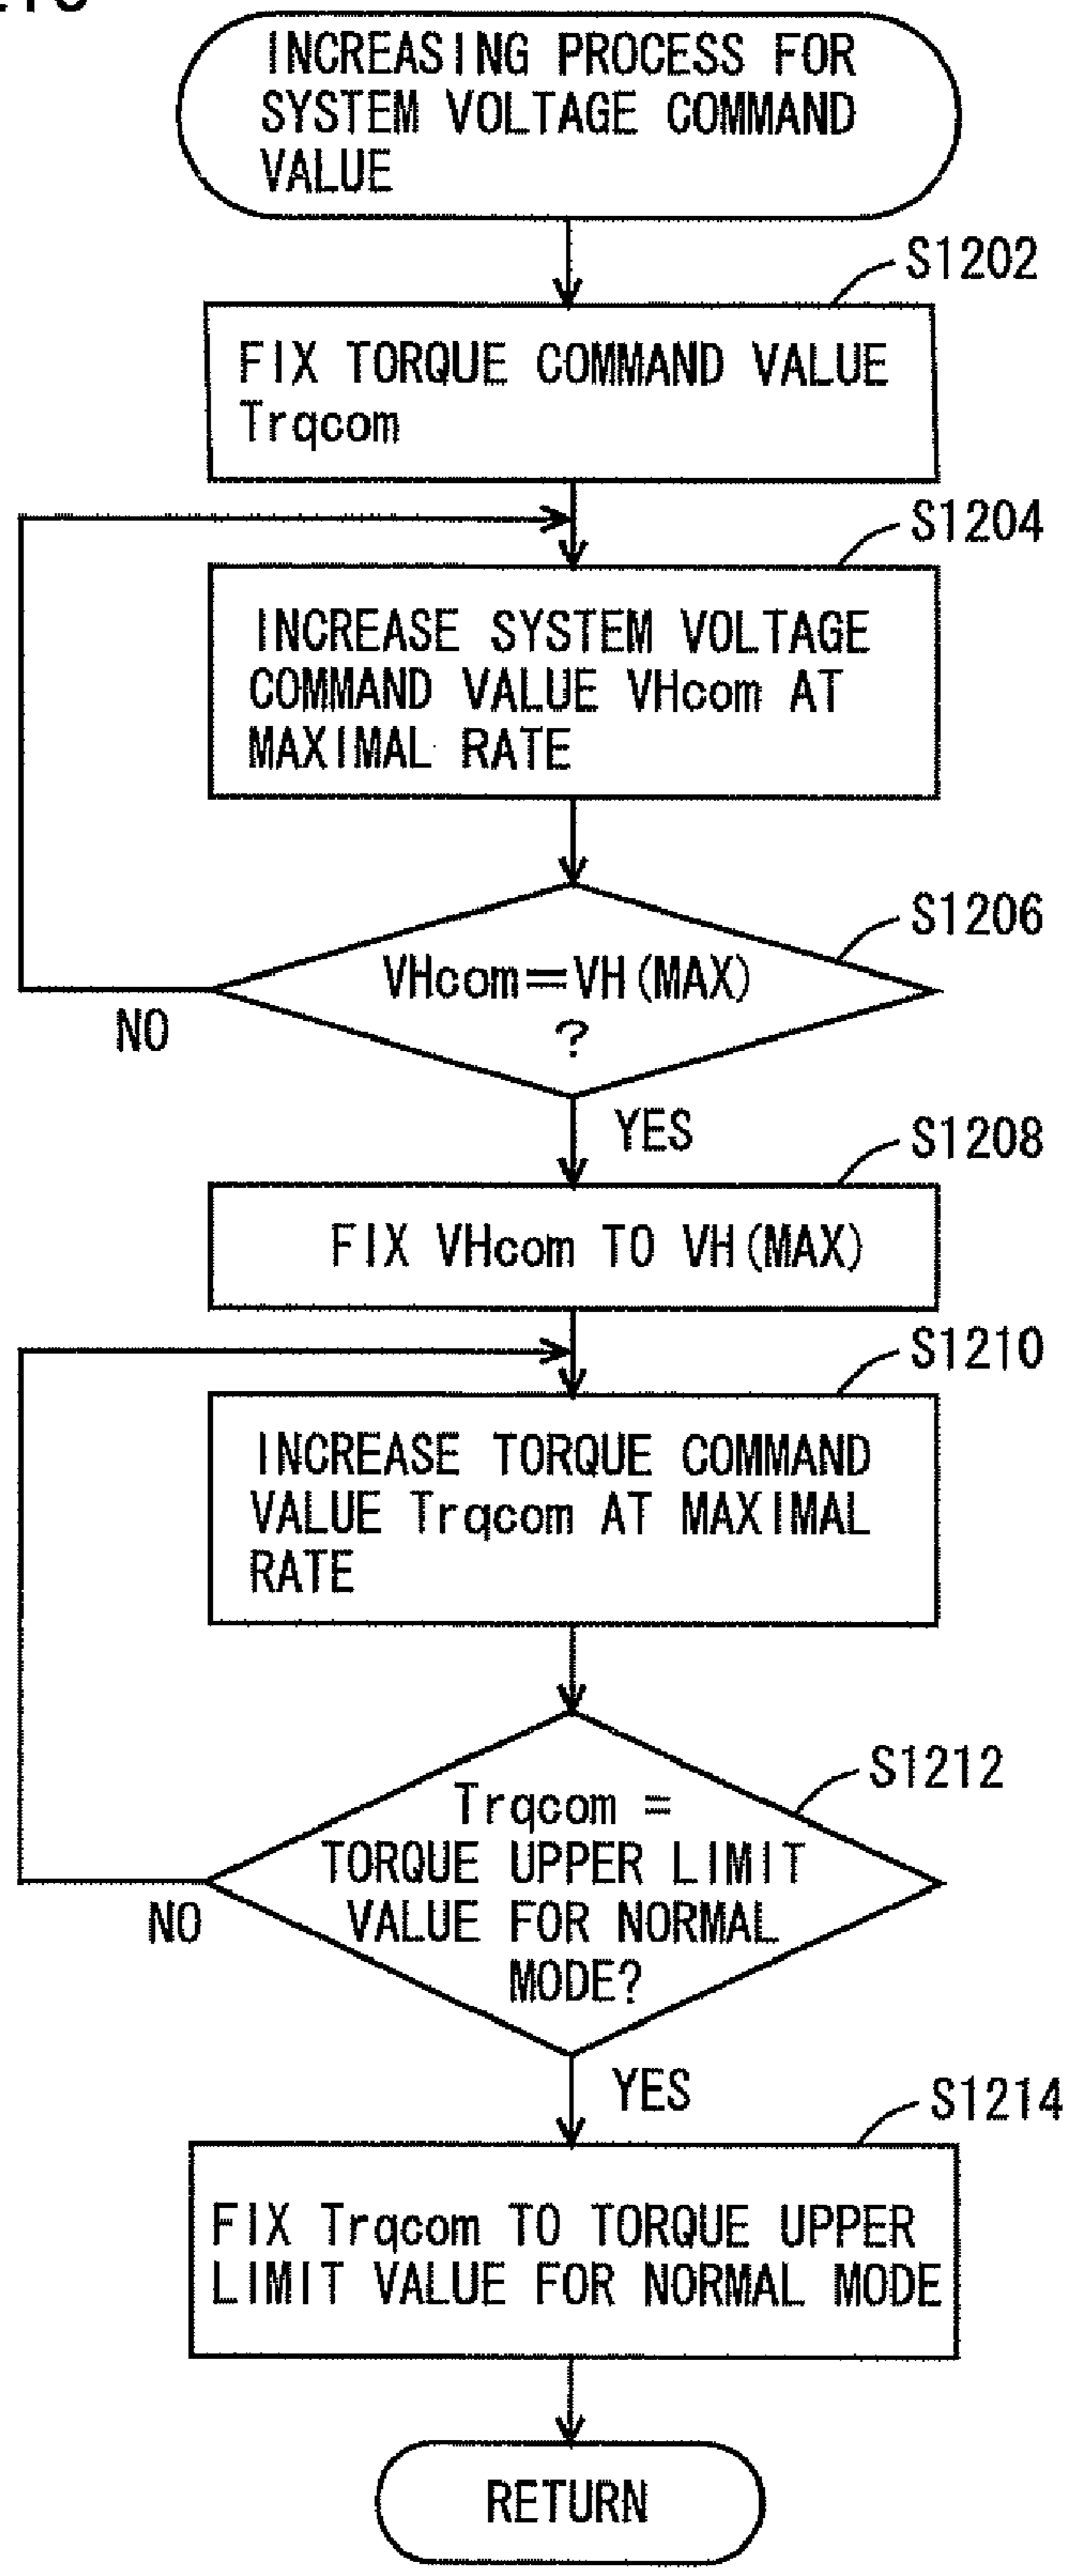 INCREASING PROCESS FOR
SYSTEM VOLTAGE COMMAND
VALUE
S1202
FIX TORQUE COMMAND VALUE
Trqcom
S1204
INCREASE SYSTEM VOLTAGE
COMMAND VALUE VHcom AT
MAXIMAL RATE
S1206
VHcom=VH(MAX)
?
NO
YES
S1208
FIX VHcom TO VH(MAX)
S1210
INCREASE TORQUE COMMAND
VALUE Trqcom AT MAXIMAL
RATE
S1212
Trqcom =
TORQUE UPPER LIMIT
VALUE FOR NORMAL
MODE?
NO
YES
S1214
FIX Trqcom TO TORQUE UPPER
LIMIT VALUE FOR NORMAL MODE
RETURN